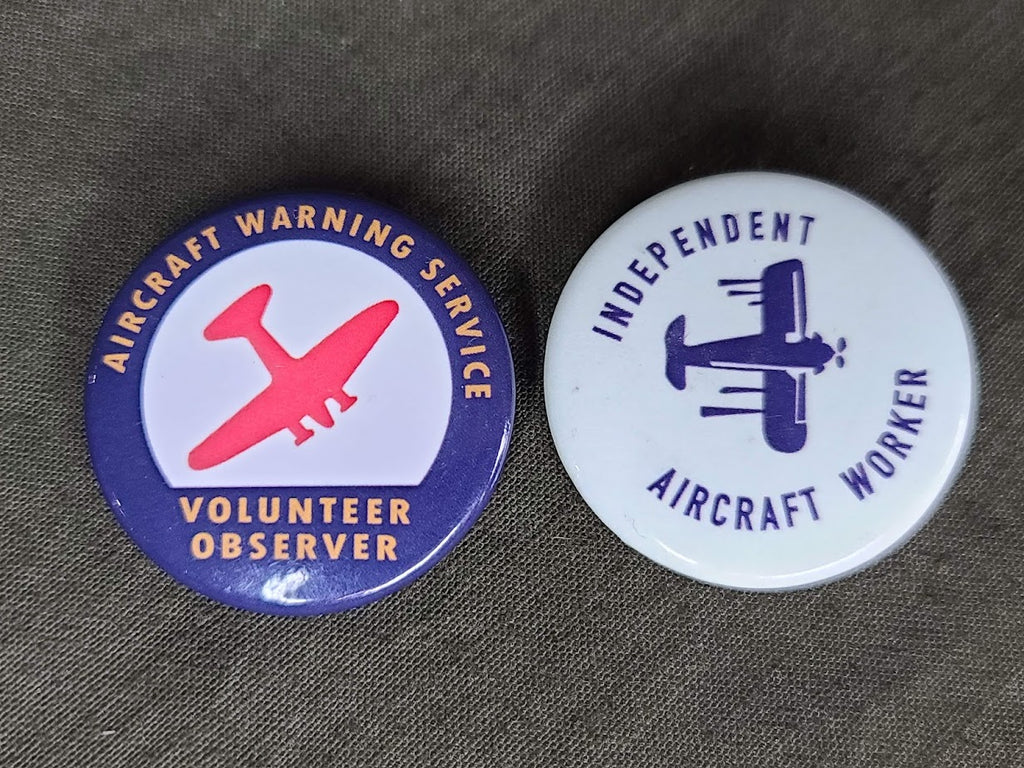 AIRCRAFT WARNING SERVICE
VOLUNTEER
OBSERVER
INDEPENDENT
AIRCRAFT WORKER